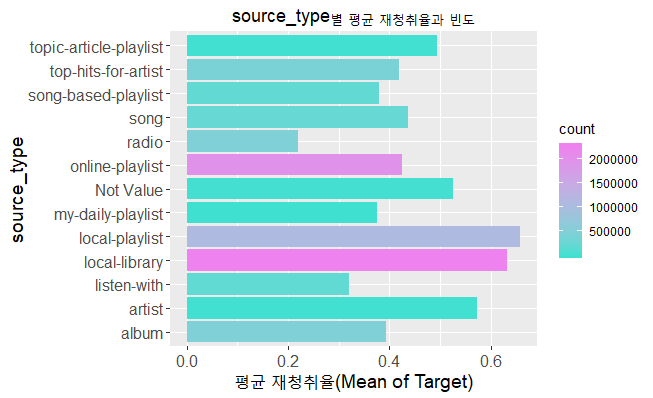 source_type별 평균 재청취율과 빈도
source_type
topic-article-playlist
top-hits-for-artist
song-based-playlist
song
radio
online-playlist
Not Value
my-daily-playlist
local-playlist
local-library
listen-with
artist
album
0.0 0.2 0.4 0.6
평균 재청취율(Mean of Target)
count
2000000
1500000
1000000
500000